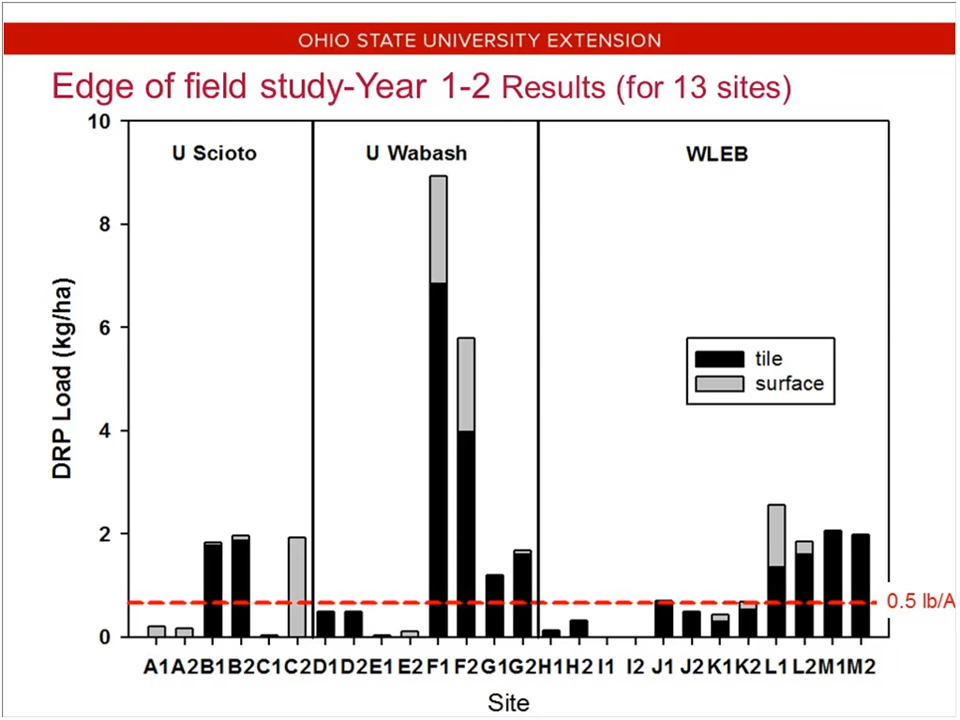 OHIO STATE UNIVERSITY EXTENSION
Edge of field study-Year 1-2 Results (for 13 sites)
10
8
6
4
2
0
DRP Load (kg/ha)
U Scioto
U Wabash
WLEB
tile
surface
0.5 lb/A
A1 A2 B1 B2 C1 C2 D1 D2 E1 E2 F1 F2 G1 G2 H1 H2 I1 I2 J1 J2 K1 K2 L1 L2 M1 M2
Site